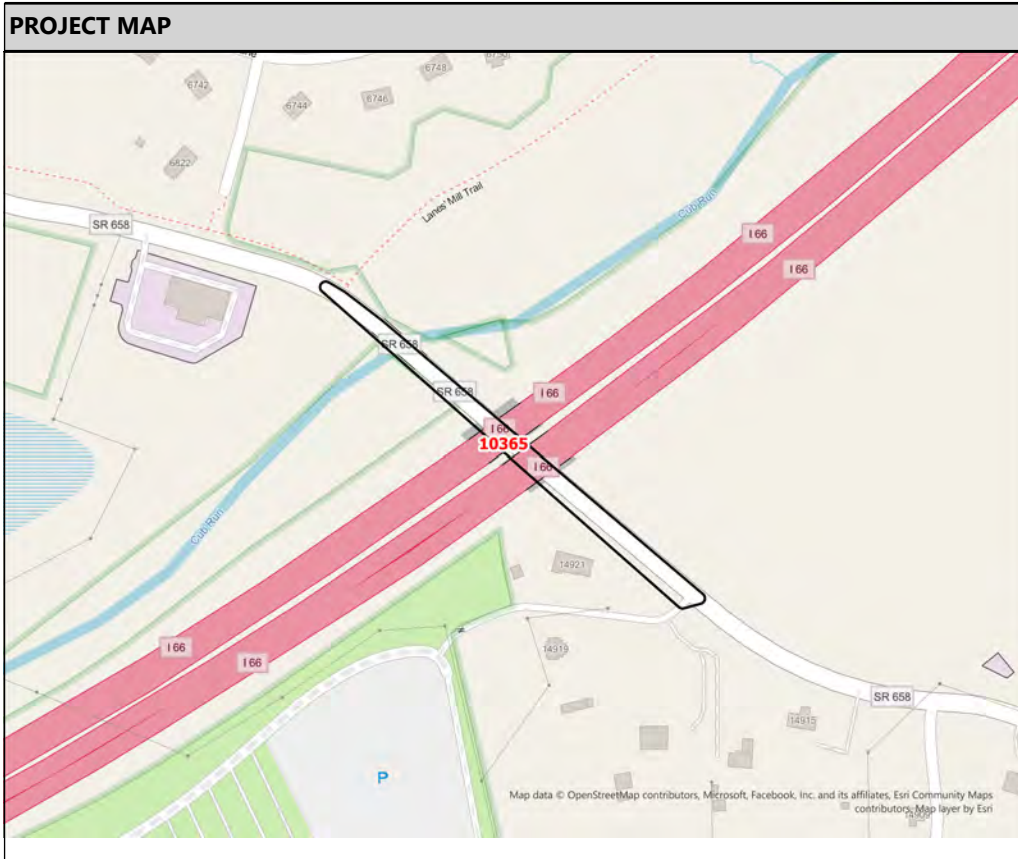 PROJECT MAP
6742
6744
6746
6748
6822
Lanes' Mill Trail
Cub Run
SR 658
I 66
I 66
SR 658
SR 658
I 66
I 66
10365
I 66
Cub Run
14921
I 66
I 66
14919
SR 658
14915
P
Map data © OpenStreetMap contributors, Microsoft, Facebook, Inc. and its affiliates, Esri Community Maps
contributors, Map layer by Esri
14909